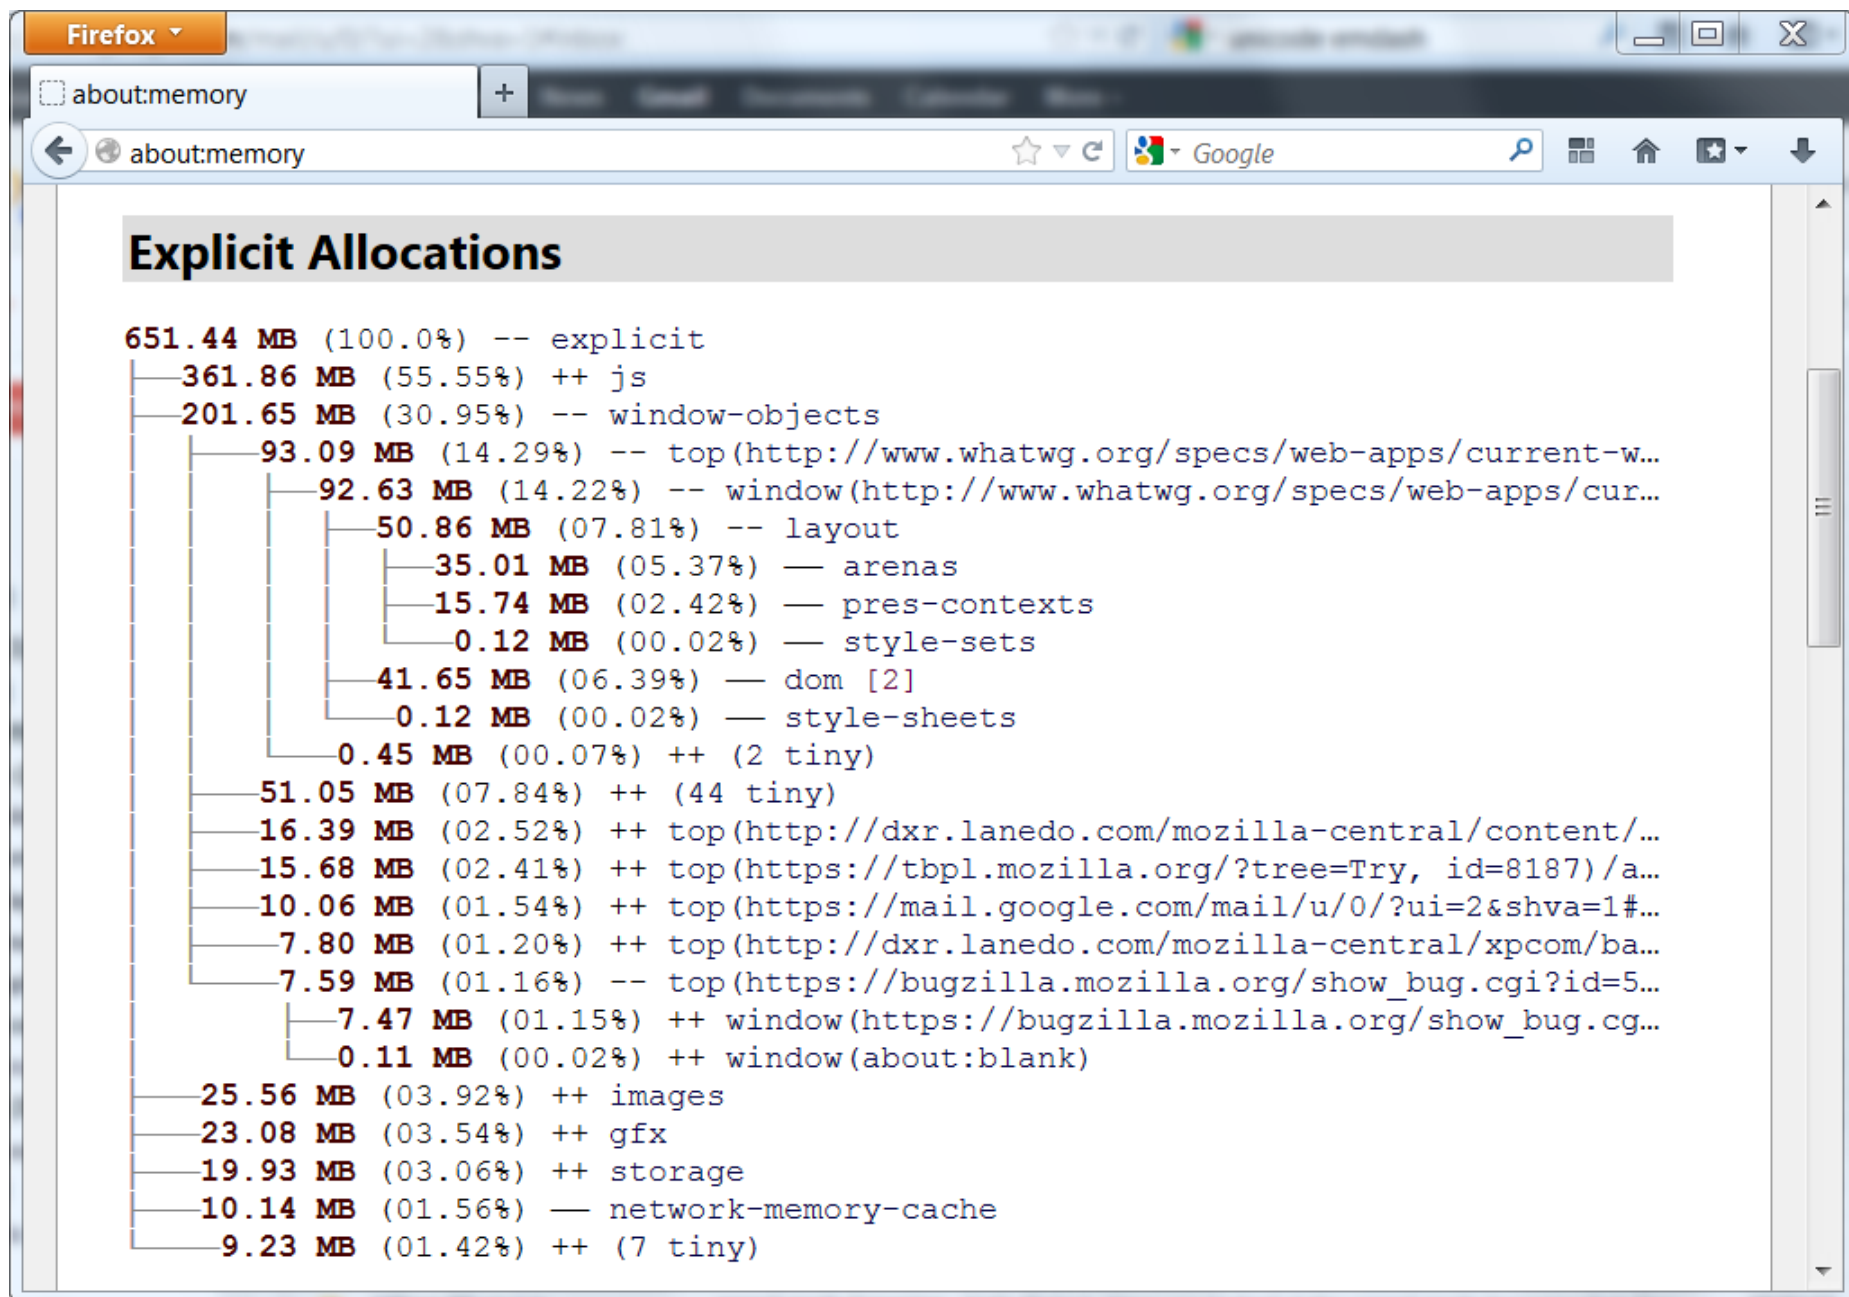 Firefox
about:memory
about:memory
Google
Explicit Allocations
651.44 MB (100.0%) -- explicit
├──361.86 MB (55.55%) ++ js
├──201.65 MB (30.95%) -- window-objects
│  ├───93.09 MB (14.29%) -- top(http://www.whatwg.org/specs/web-apps/current-w…
│  │   ├──92.63 MB (14.22%) -- window(http://www.whatwg.org/specs/web-apps/cur…
│  │   │  ├──50.86 MB (07.81%) -- layout
│  │   │  │  ├──35.01 MB (05.37%) ── arenas
│  │   │  │  ├──15.74 MB (02.42%) ── pres-contexts
│  │   │  │  └───0.12 MB (00.02%) ── style-sets
│  │   │  ├──41.65 MB (06.39%) ── dom [2]
│  │   │  └───0.12 MB (00.02%) ── style-sheets
│  │   └───0.45 MB (00.07%) ++ (2 tiny)
│  ├───51.05 MB (07.84%) ++ (44 tiny)
│  ├───16.39 MB (02.52%) ++ top(http://dxr.lanedo.com/mozilla-central/content/…
│  ├───15.68 MB (02.41%) ++ top(https://tbpl.mozilla.org/?tree=Try, id=8187)/a…
│  ├───10.06 MB (01.54%) ++ top(https://mail.google.com/mail/u/0/?ui=2&shva=1#…
│  ├────7.80 MB (01.20%) ++ top(http://dxr.lanedo.com/mozilla-central/xpcom/ba…
│  └────7.59 MB (01.16%) -- top(https://bugzilla.mozilla.org/show_bug.cgi?id=5…
│       ├──7.47 MB (01.15%) ++ window(https://bugzilla.mozilla.org/show_bug.cg…
│       └──0.11 MB (00.02%) ++ window(about:blank)
├───25.56 MB (03.92%) ++ images
├───23.08 MB (03.54%) ++ gfx
├───19.93 MB (03.06%) ++ storage
├───10.14 MB (01.56%) ── network-memory-cache
└────9.23 MB (01.42%) ++ (7 tiny)